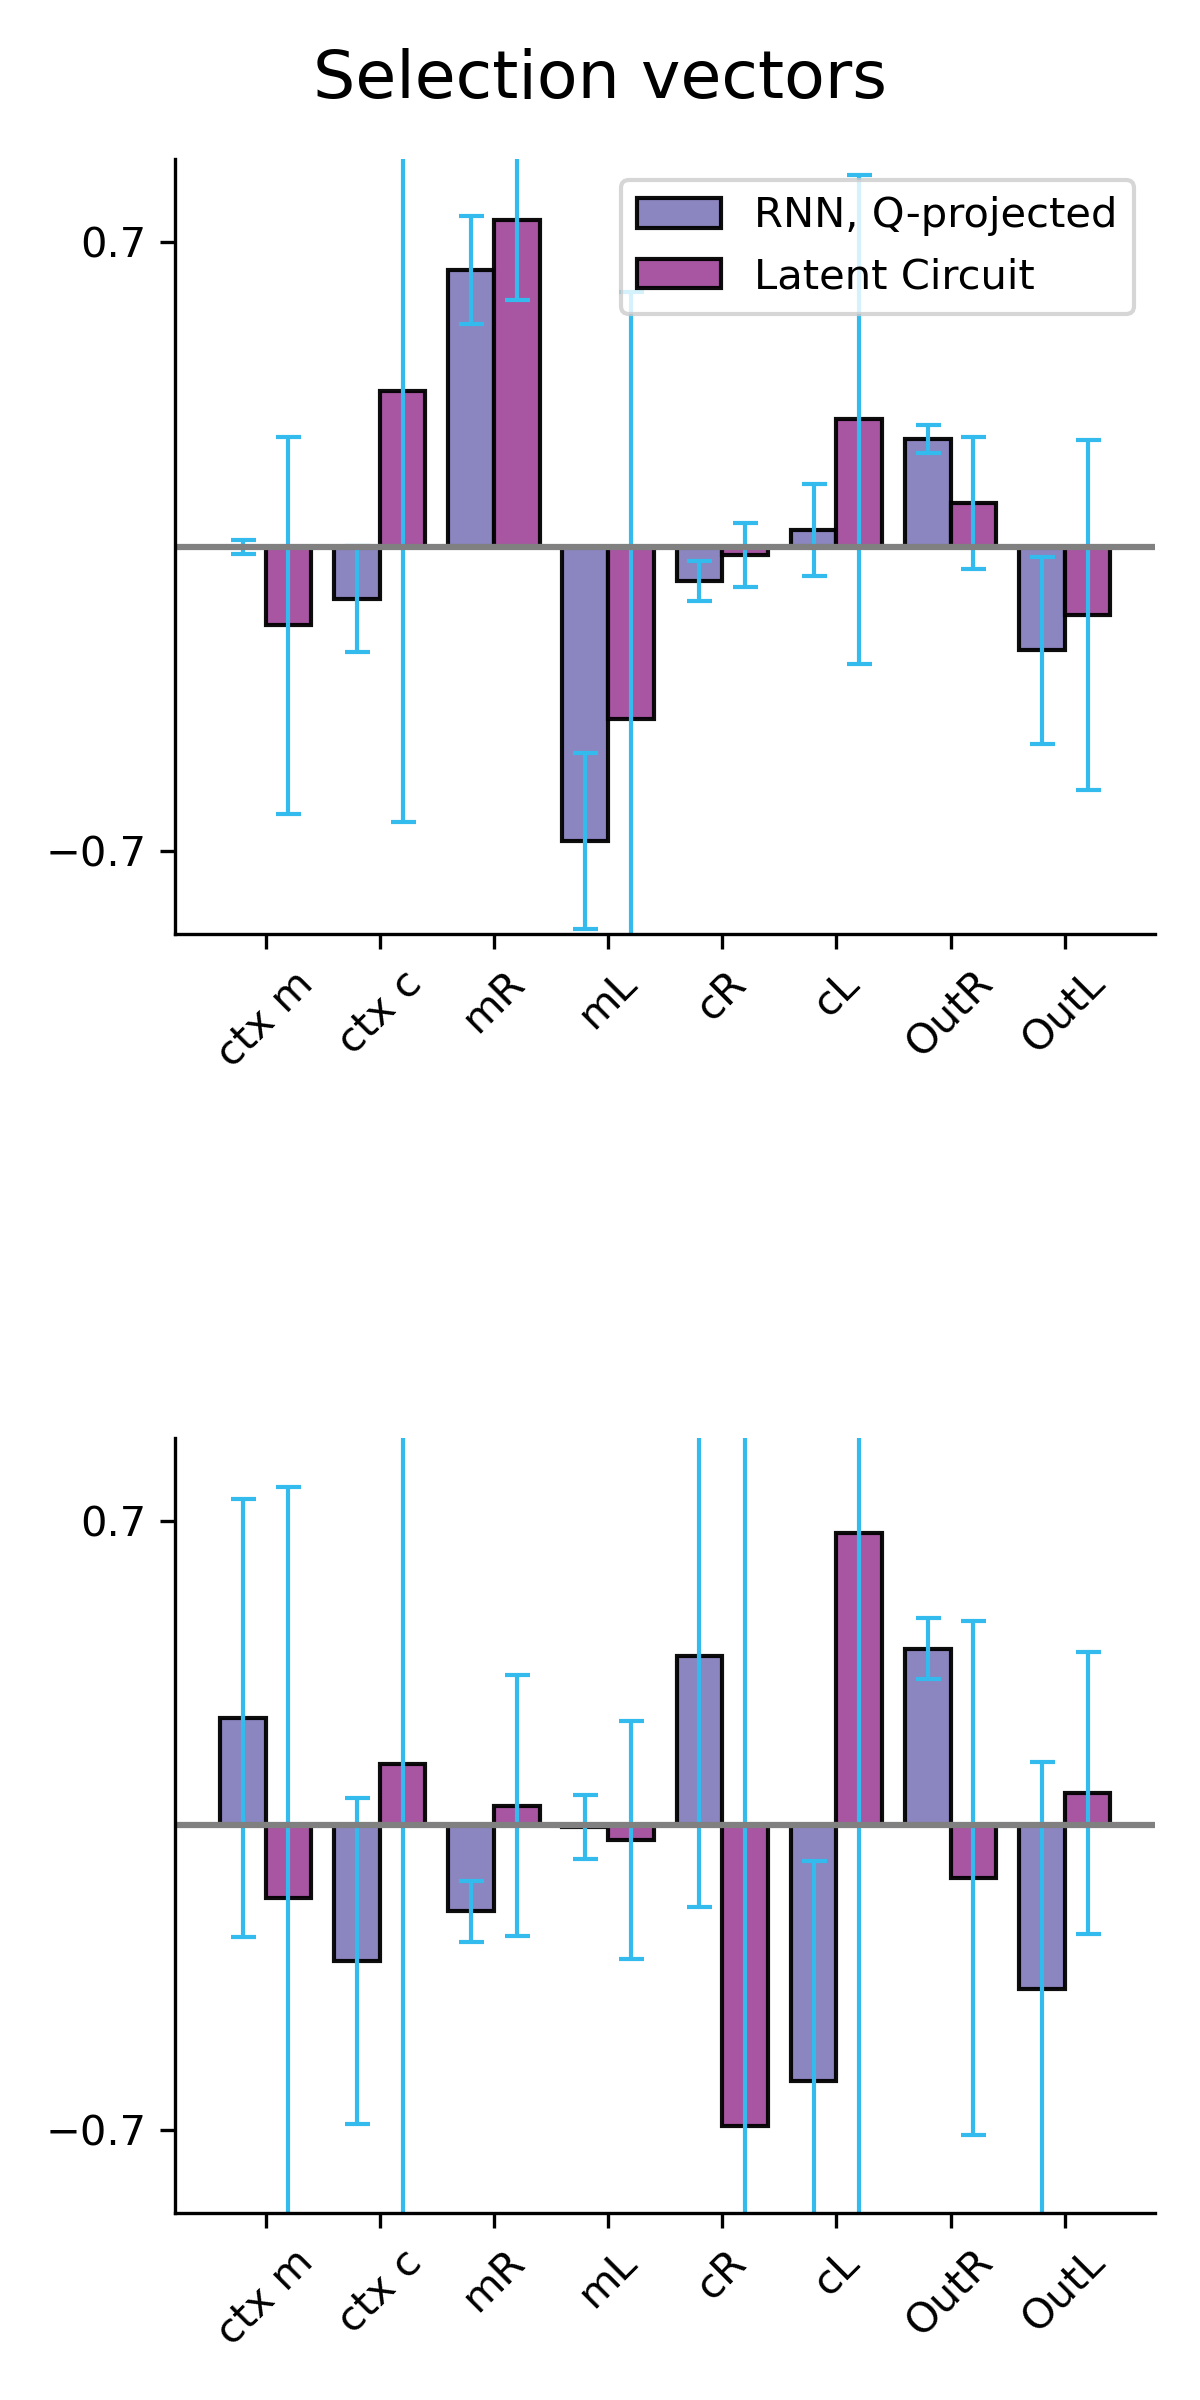 Selection vectors
0.7
−0.7
RNN, Q-projected
Latent Circuit
ctx m
ctx c
mR
mL
cR
cL
OutR
OutL
0.7
−0.7
ctx m
ctx c
mR
mL
cR
cL
OutR
OutL